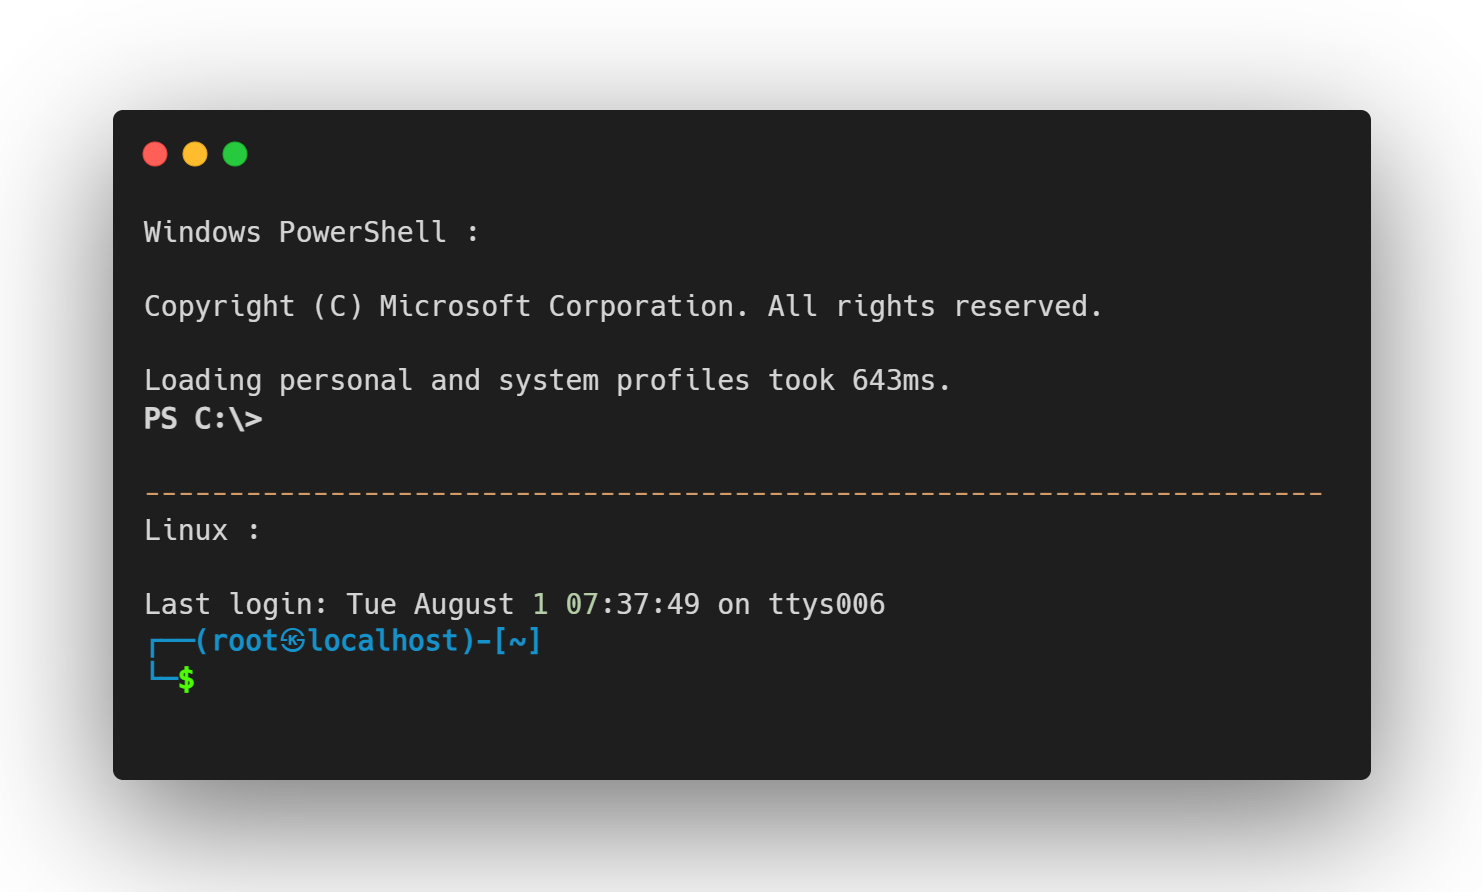 Windows PowerShell :
Copyright (C) Microsoft Corporation. All rights reserved.
Loading personal and system profiles took 643ms.
PS C:\>
----------------------------------------------------------------------
Linux :
Last login: Tue August 1 07:37:49 on ttys006
┌──(root㉿localhost)-[~]
└─$